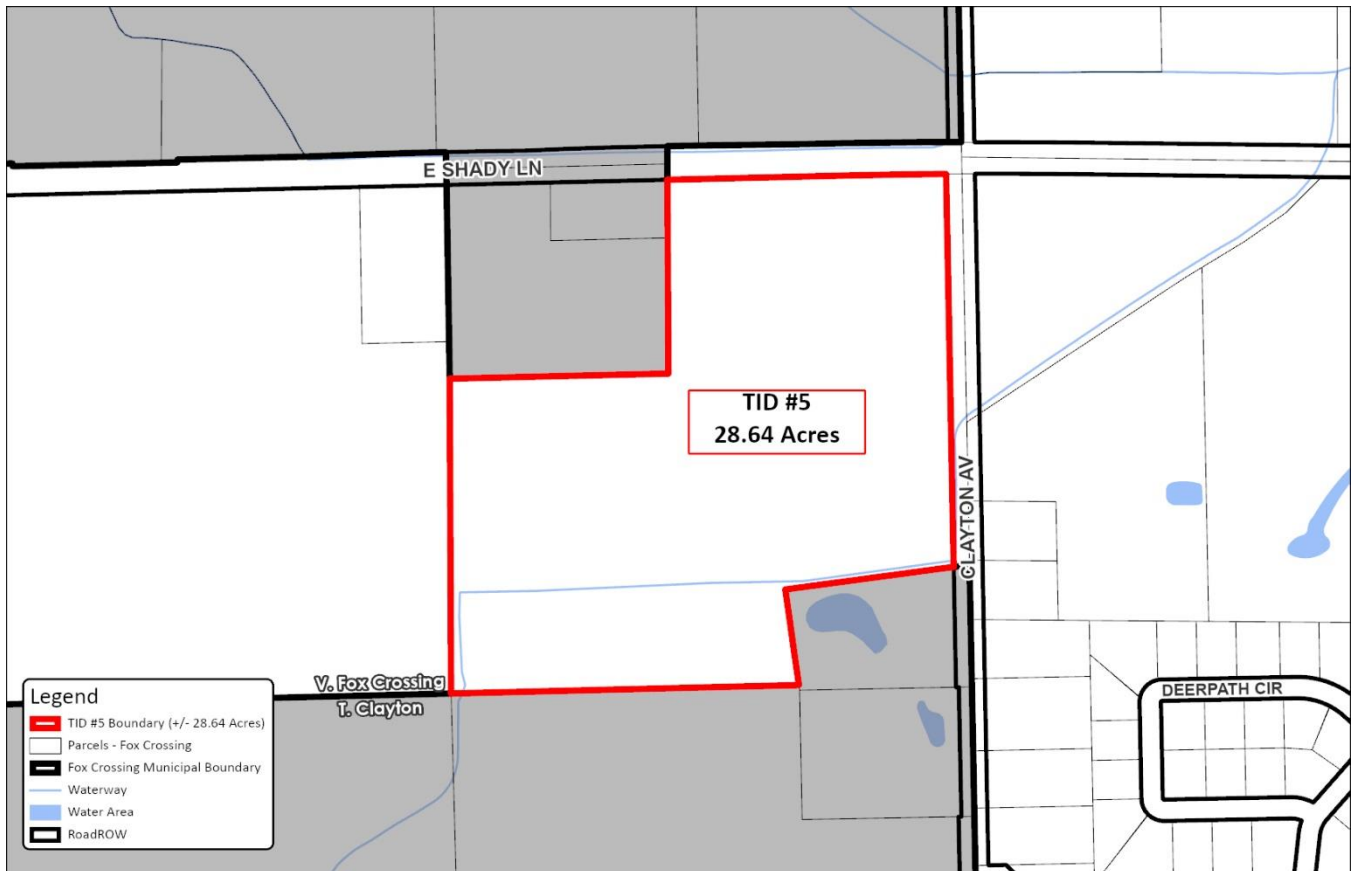 E SHADY LN
TID #5
28.64 Acres
CLAYTON AV
V. Fox Crossing
T. Clayton
DEERPATH CIR
Legend
TID #5 Boundary (+/- 28.64 Acres)
Parcels - Fox Crossing
Fox Crossing Municipal Boundary
Waterway
Water Area
RoadROW